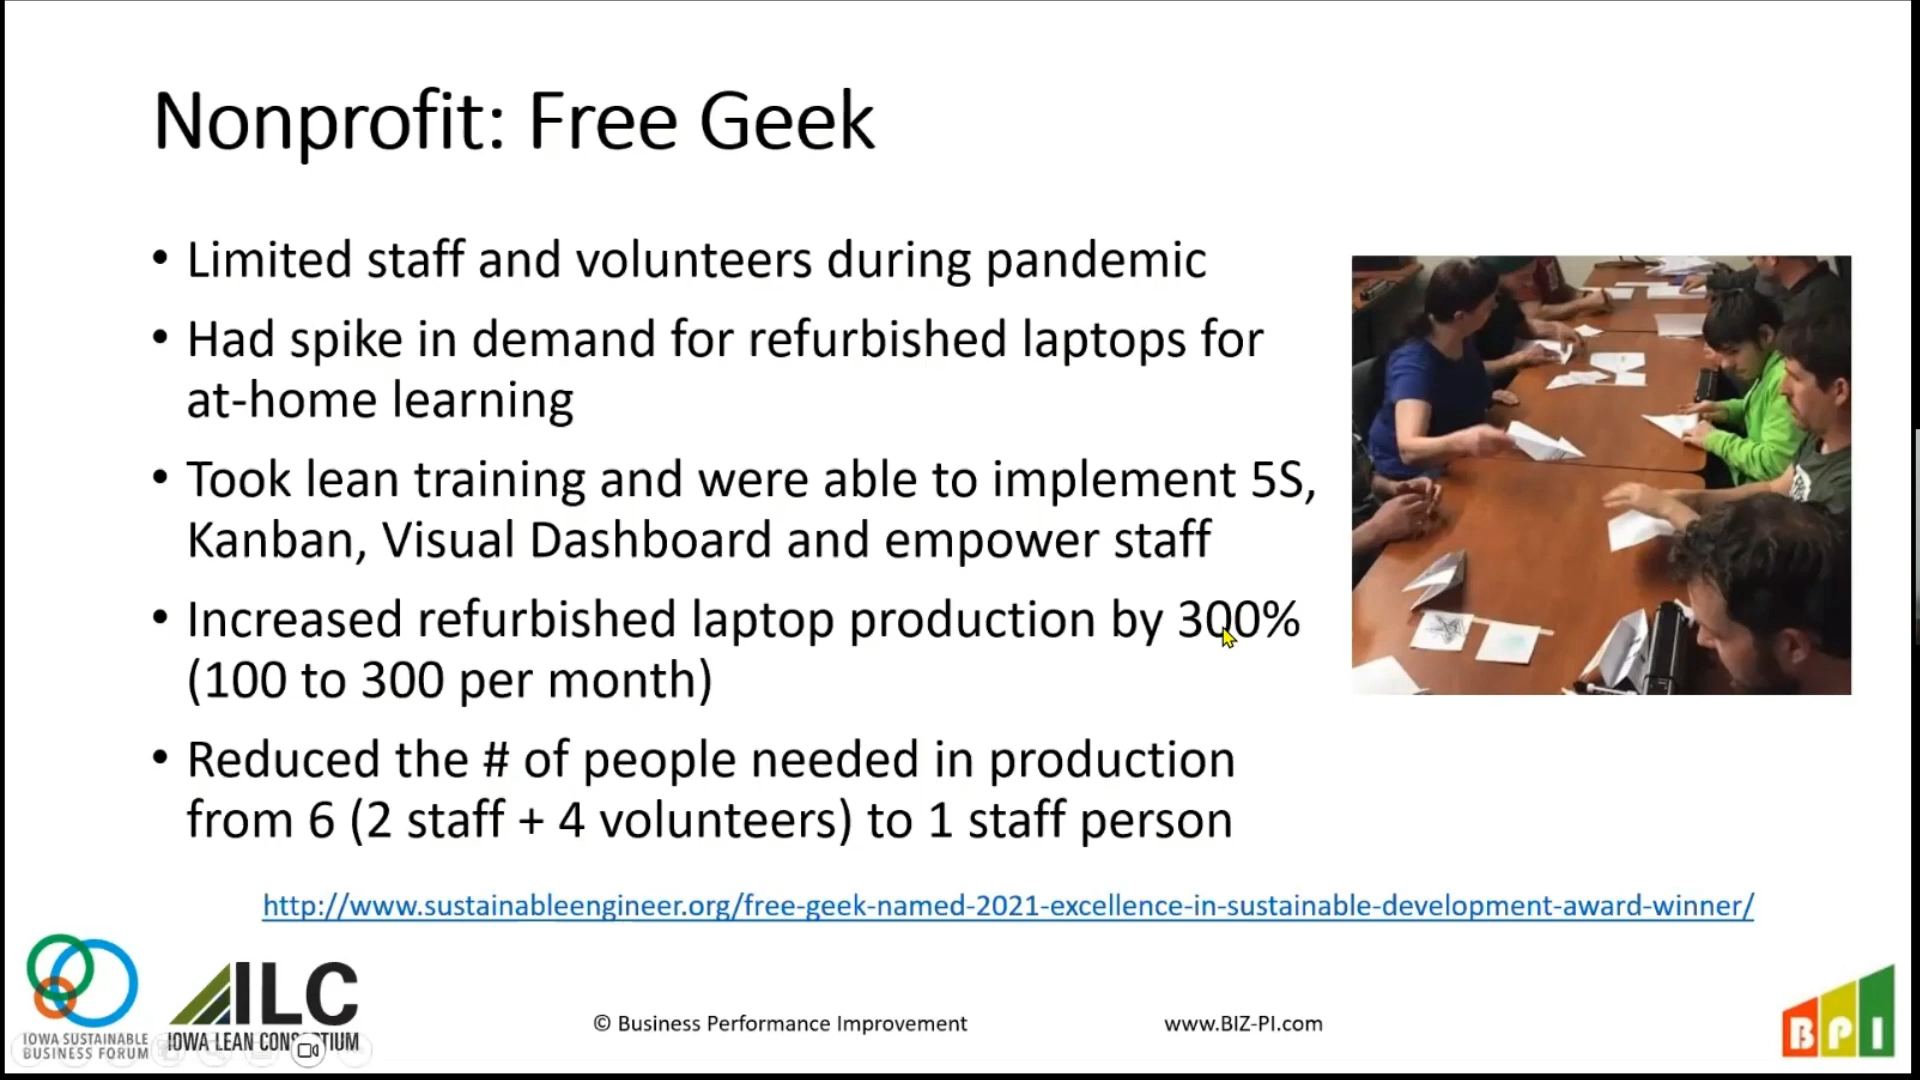 Nonprofit: Free Geek
• Limited staff and volunteers during pandemic
• Had spike in demand for refurbished laptops for
at-home learning
• Took lean training and were able to implement 5S,
Kanban, Visual Dashboard and empower staff
• Increased refurbished laptop production by 300%
(100 to 300 per month)
• Reduced the # of people needed in production
from 6 (2 staff + 4 volunteers) to 1 staff person
http://www.sustainableengineer.org/free-geek-named-2021-excellence-in-sustainable-development-award-winner/
IOWA SUSTAINABLE
BUSINESS FORUM
ILC
IOWA LEAN CONSORTIUM
© Business Performance Improvement
www.BIZ-PI.com
BPI